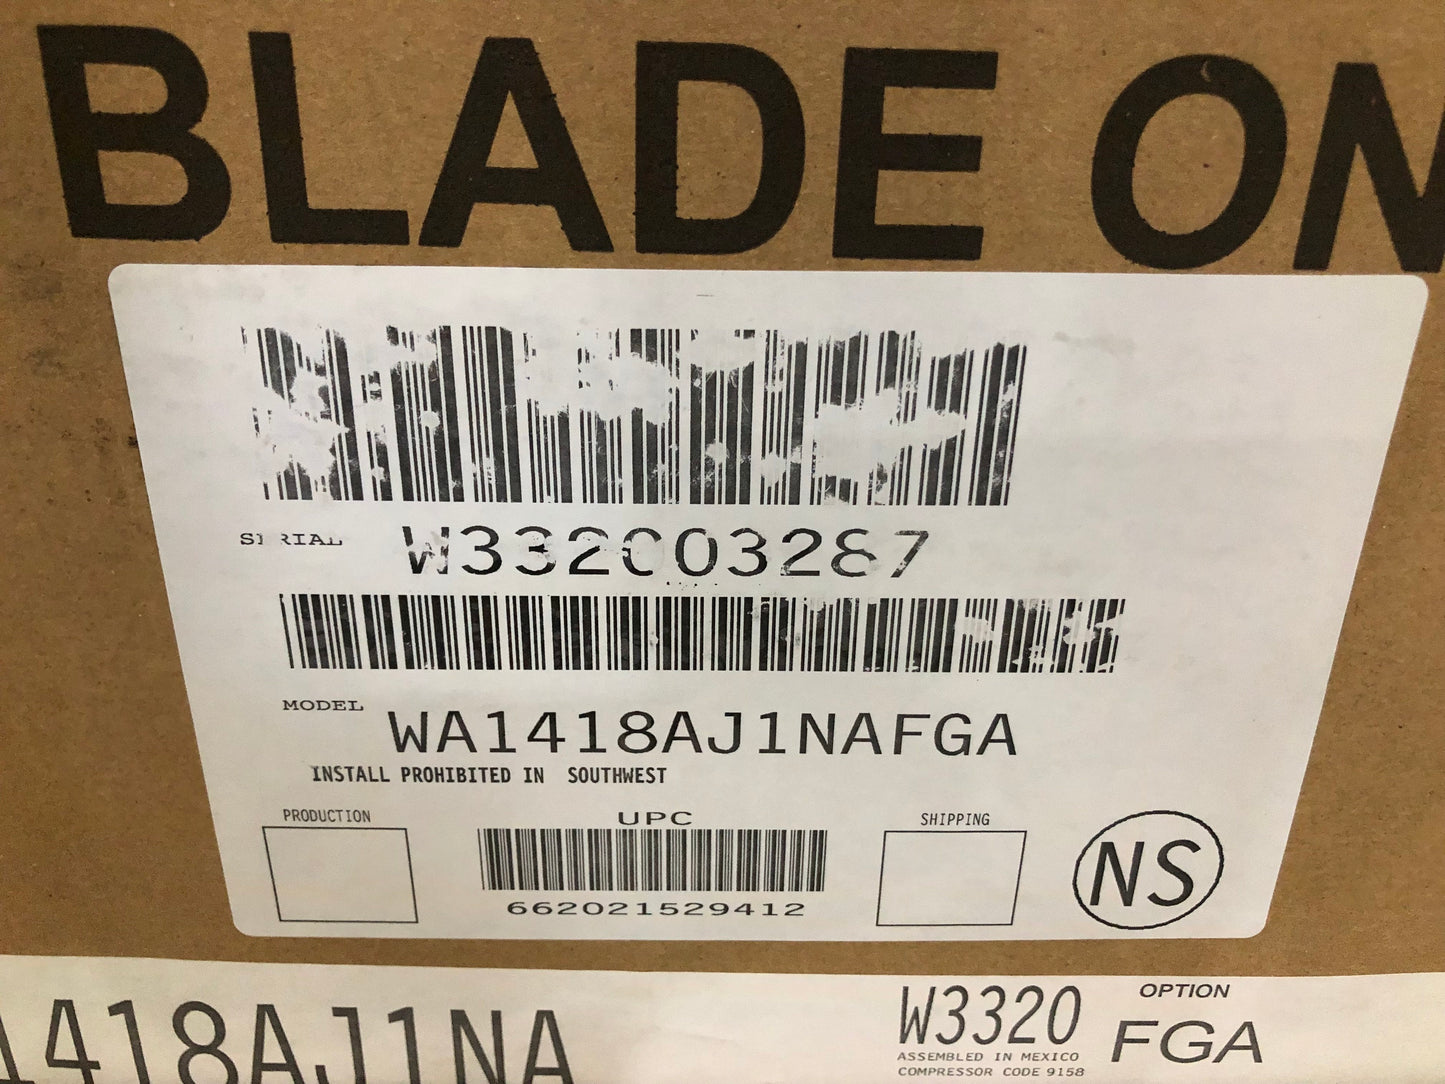 BLADE ON
SERIAL W332003287
MODEL WA1418AJ1NAFGA
INSTALL PROHIBITED IN SOUTHWEST
PRODUCTION
UPC
662021529412
SHIPPING
NS
1418AJ1NA
W3320
ASSEMBLED IN MEXICO
COMPRESSOR CODE 9158
OPTION
FGA